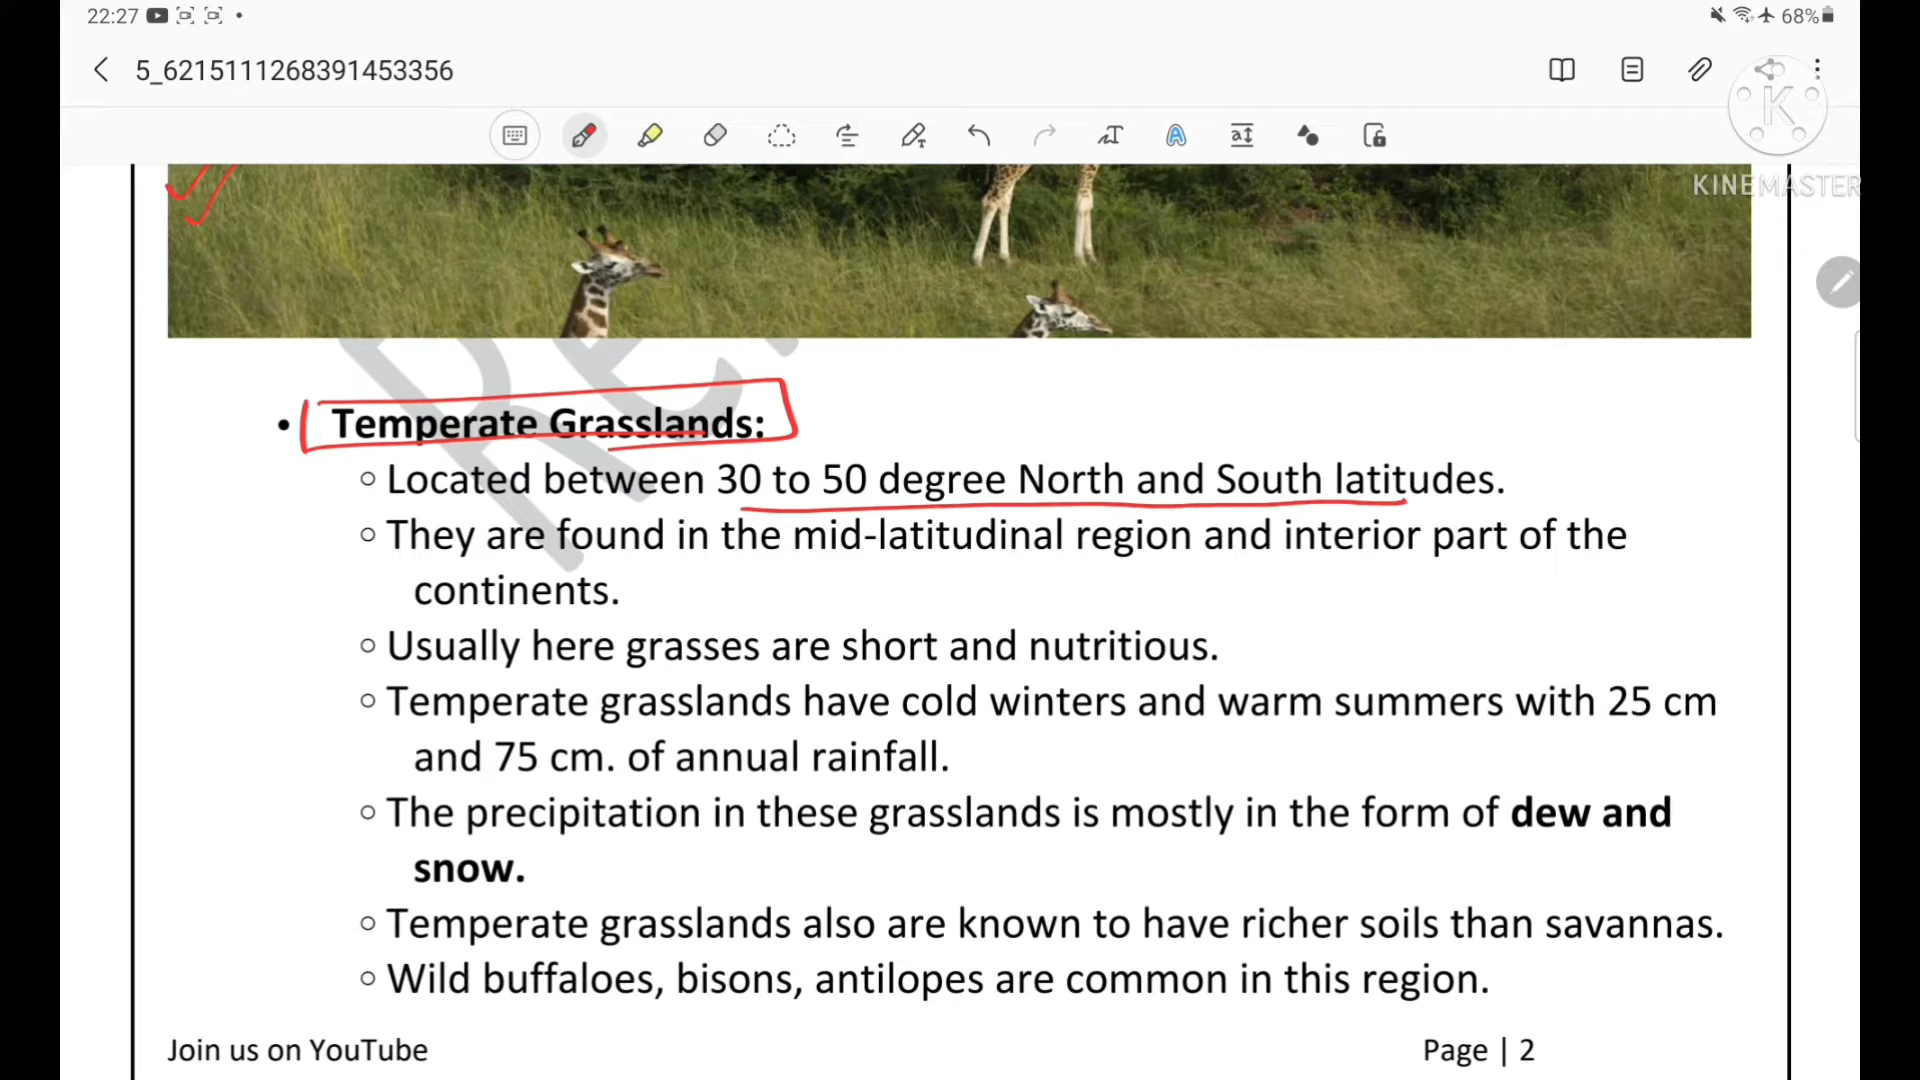 22:27
68%
5_6215111268391453356
K
KINEMASTER
Re
• Temperate Grasslands:
○ Located between 30 to 50 degree North and South latitudes.
○ They are found in the mid-latitudinal region and interior part of the
continents.
○ Usually here grasses are short and nutritious.
○ Temperate grasslands have cold winters and warm summers with 25 cm
and 75 cm. of annual rainfall.
○ The precipitation in these grasslands is mostly in the form of dew and
snow.
○ Temperate grasslands also are known to have richer soils than savannas.
○ Wild buffaloes, bisons, antilopes are common in this region.
Join us on YouTube
Page | 2